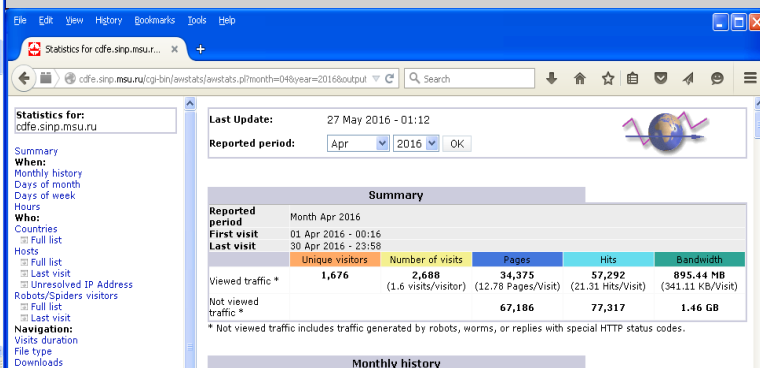 File Edit View History Bookmarks Tools Help
Statistics for cdfe.sinp.msu.r... × +
cdfe.sinp.msu.ru/cgi-bin/awstats/awstats.pl?month=04&year=2016&output Search
Statistics for:
cdfe.sinp.msu.ru
Summary
When:
Monthly history
Days of month
Days of week
Hours
Who:
Countries
Full list
Hosts
Full list
Last visit
Unresolved IP Address
Robots/Spiders visitors
Full list
Last visit
Navigation:
Visits duration
File type
Downloads
Last Update: 27 May 2016 - 01:12
Reported period: Apr 2016 OK
Summary
Reported period Month Apr 2016
First visit 01 Apr 2016 - 00:16
Last visit 30 Apr 2016 - 23:58
Unique visitors Number of visits Pages Hits Bandwidth
Viewed traffic * 1,676 2,688 34,375 57,292 895.44 MB
(1.6 visits/visitor) (12.78 Pages/Visit) (21.31 Hits/Visit) (341.11 KB/Visit)
Not viewed traffic * 67,186 77,317 1.46 GB
* Not viewed traffic includes traffic generated by robots, worms, or replies with special HTTP status codes.
Monthly history